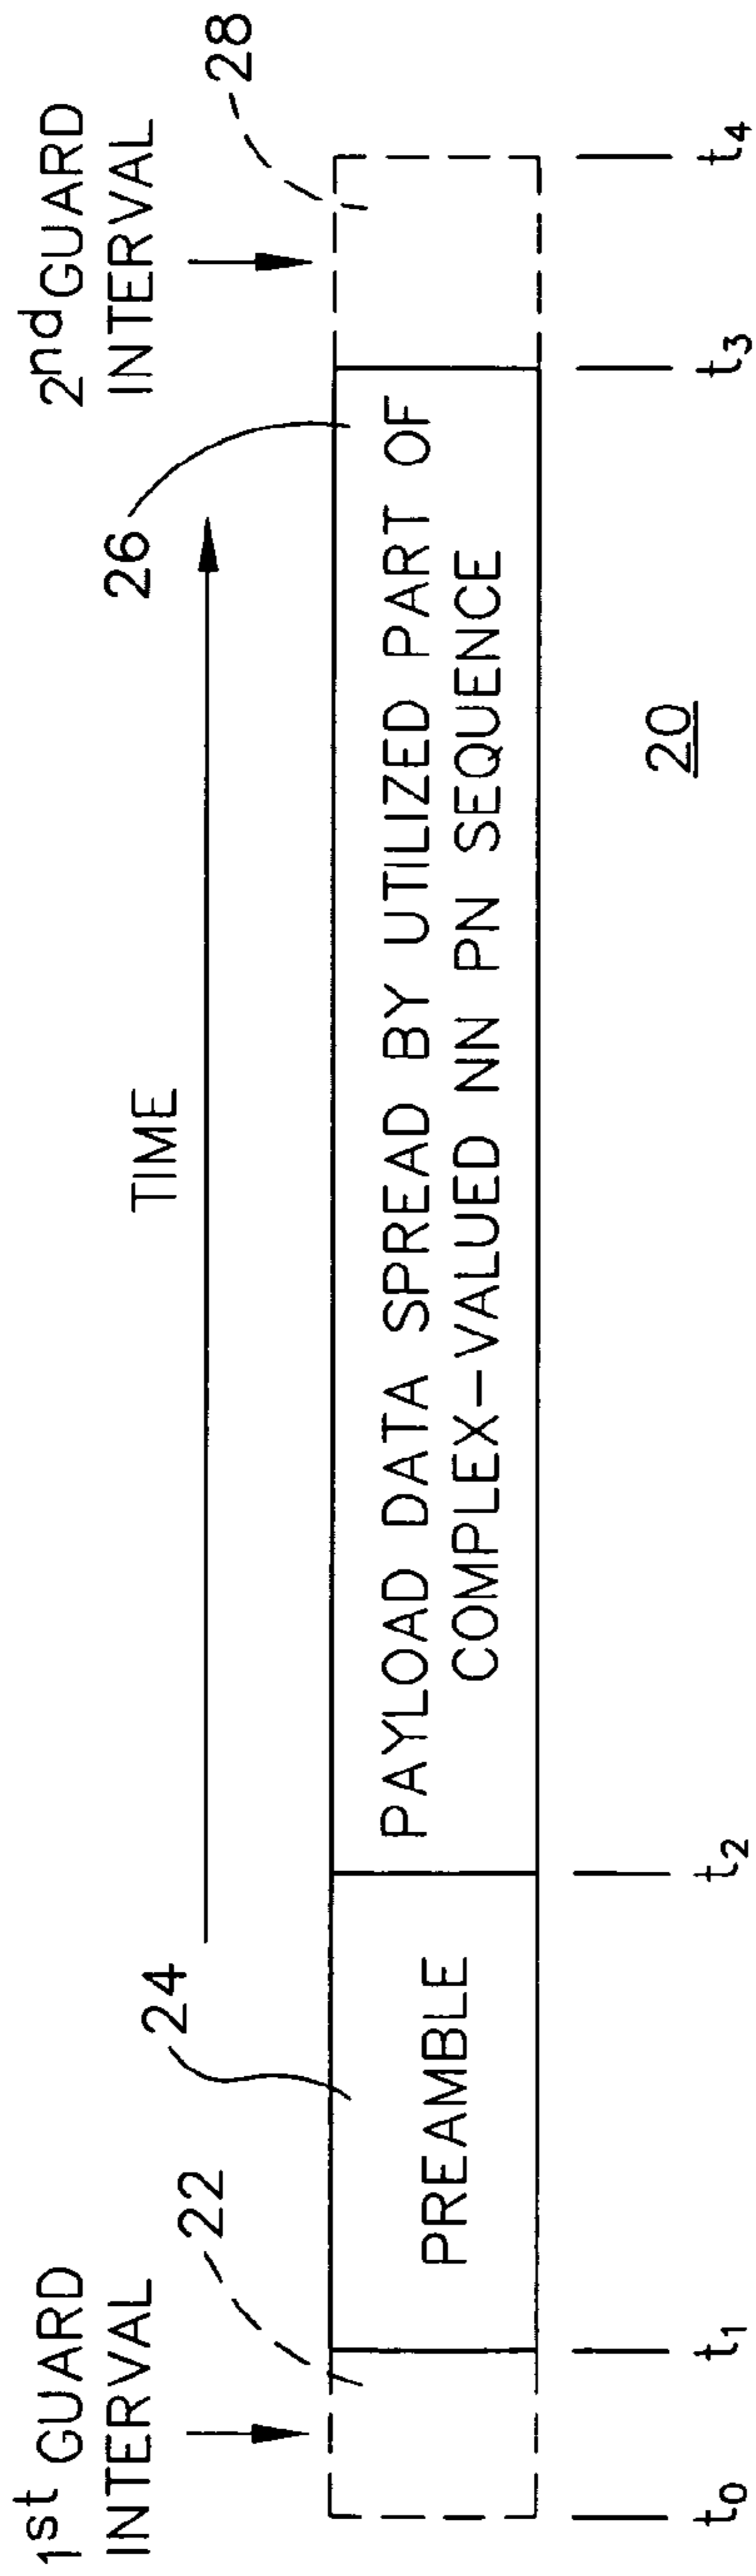 1st GUARD
INTERVAL
22
24
TIME
26
2nd GUARD
INTERVAL
28
PREAMBLE
PAYLOAD DATA SPREAD BY UTILIZED PART OF
COMPLEX-VALUED NN PN SEQUENCE
t0
t1
t2
20
t3
t4